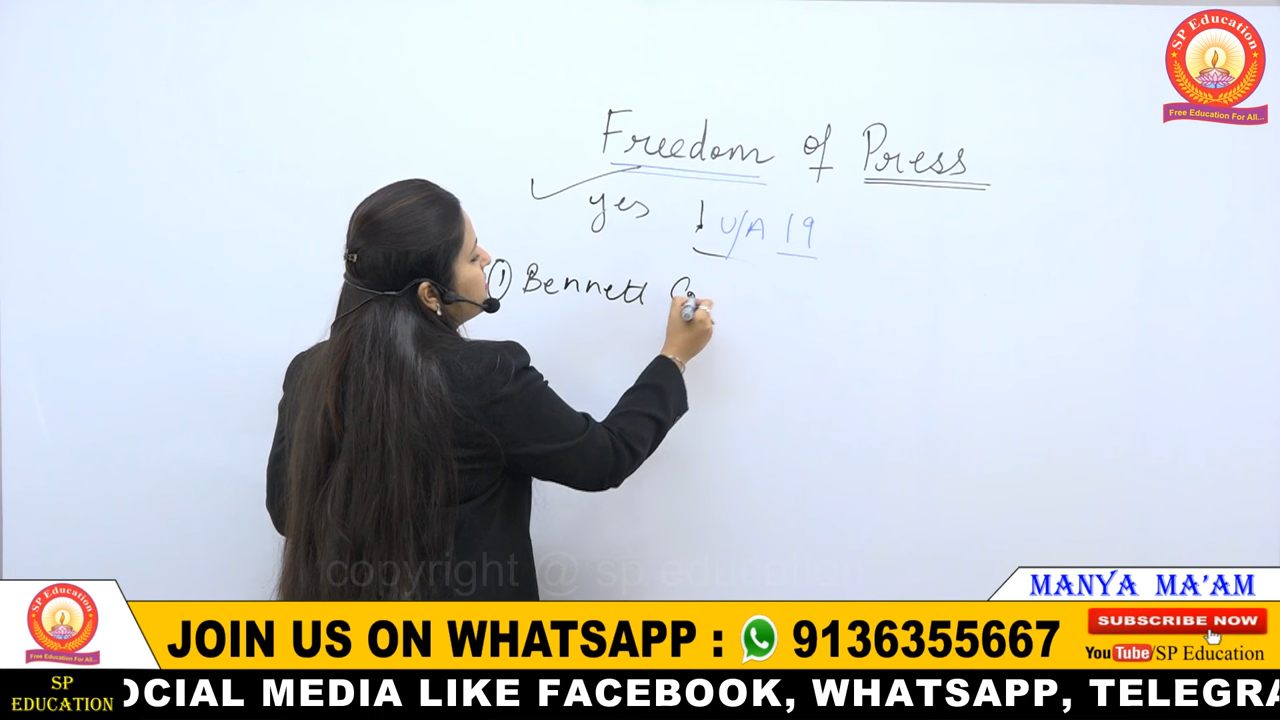 SP Education
Free Education For All...
Freedom of Press
yes ! U/A 19
① Bennett Co
copyright @ sp education
MANYA MA'AM
SP Education
Free Education For All...
JOIN US ON WHATSAPP : 9136355667
SUBSCRIBE NOW
YouTube/SP Education
SP
EDUCATION
OCIAL MEDIA LIKE FACEBOOK, WHATSAPP, TELEGRA